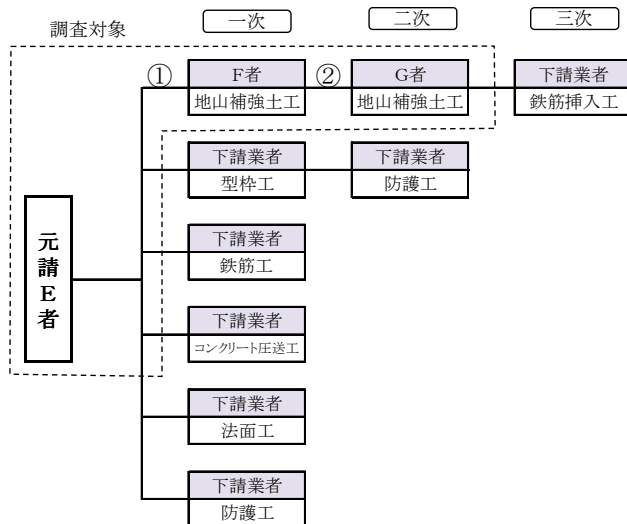 調査対象
一次
二次
三次
①
F者
地山補強土工
②
G者
地山補強土工
下請業者
鉄筋挿入工
下請業者
型枠工
下請業者
防護工
元請E者
下請業者
鉄筋工
下請業者
コンクリート圧送工
下請業者
法面工
下請業者
防護工